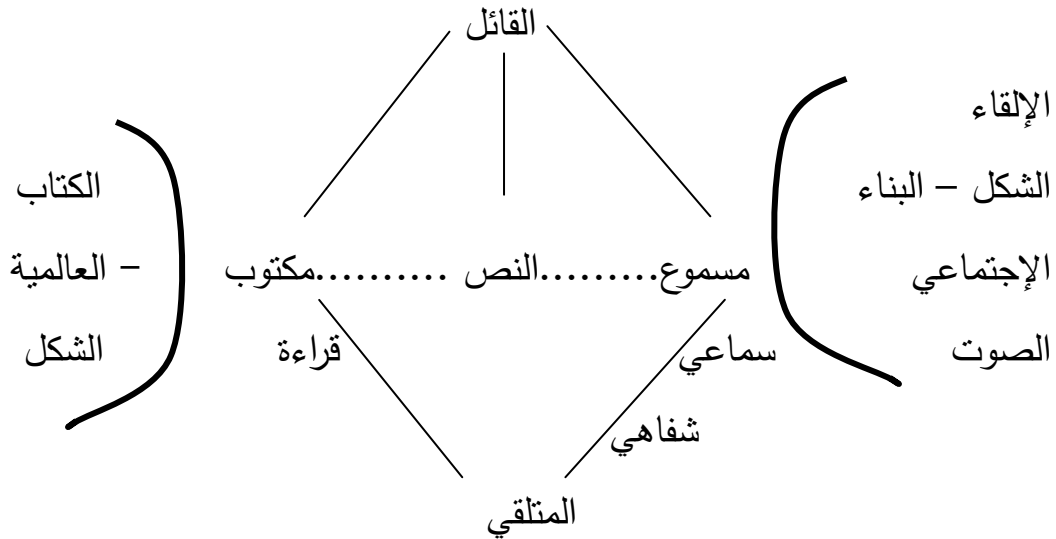 القائل
الإلقاء
الشكل – البناء
الإجتماعي
الصوت
مسموع.........النص ..........مكتوب
سماعي
شفاهي
قراءة
الكتاب
– العالمية
الشكل
المتلقي